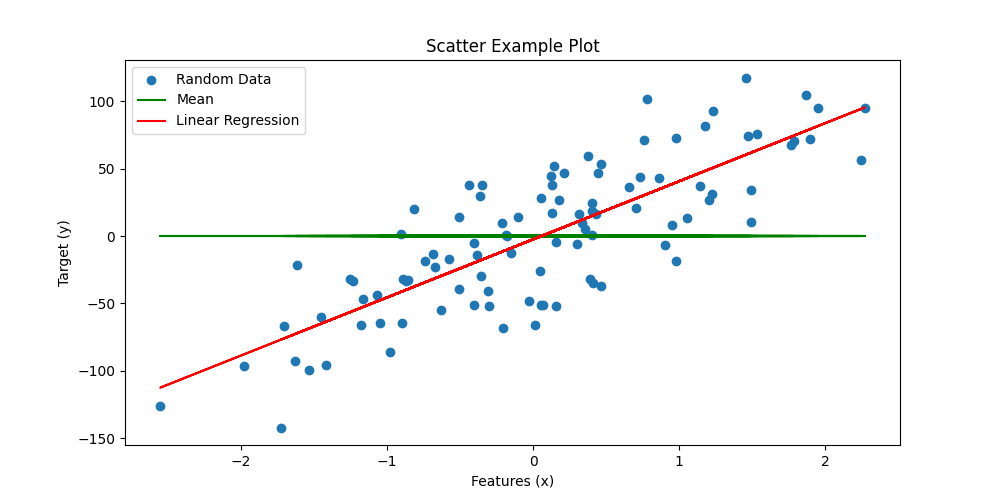 Scatter Example Plot
Random Data
Mean
Linear Regression
100
50
0
−50
−100
−150
Target (y)
−2
−1
0
1
2
Features (x)